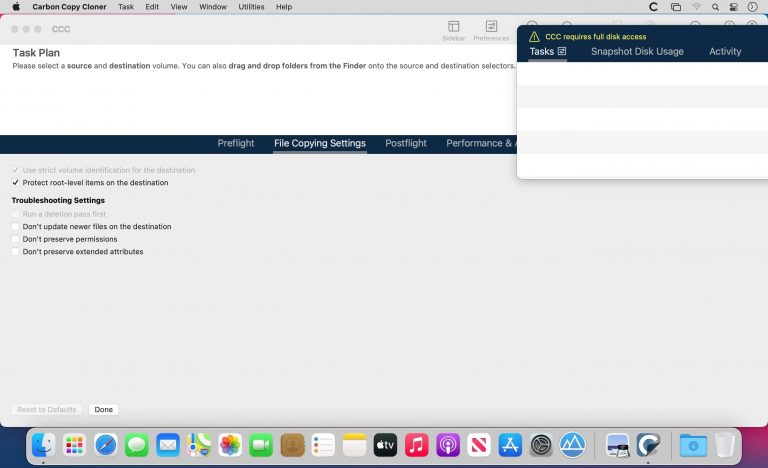 Carbon Copy Cloner Task Edit View Window Utilities Help
CCC
Sidebar Preferences
CCC requires full disk access
Tasks Snapshot Disk Usage Activity
Task Plan
Please select a source and destination volume. You can also drag and drop folders from the Finder onto the source and destination selectors.
Preflight File Copying Settings Postflight Performance &
Use strict volume identification for the destination
Protect root-level items on the destination
Troubleshooting Settings
Run a deletion pass first
Don't update newer files on the destination
Don't preserve permissions
Don't preserve extended attributes
Reset to Defaults Done
tv